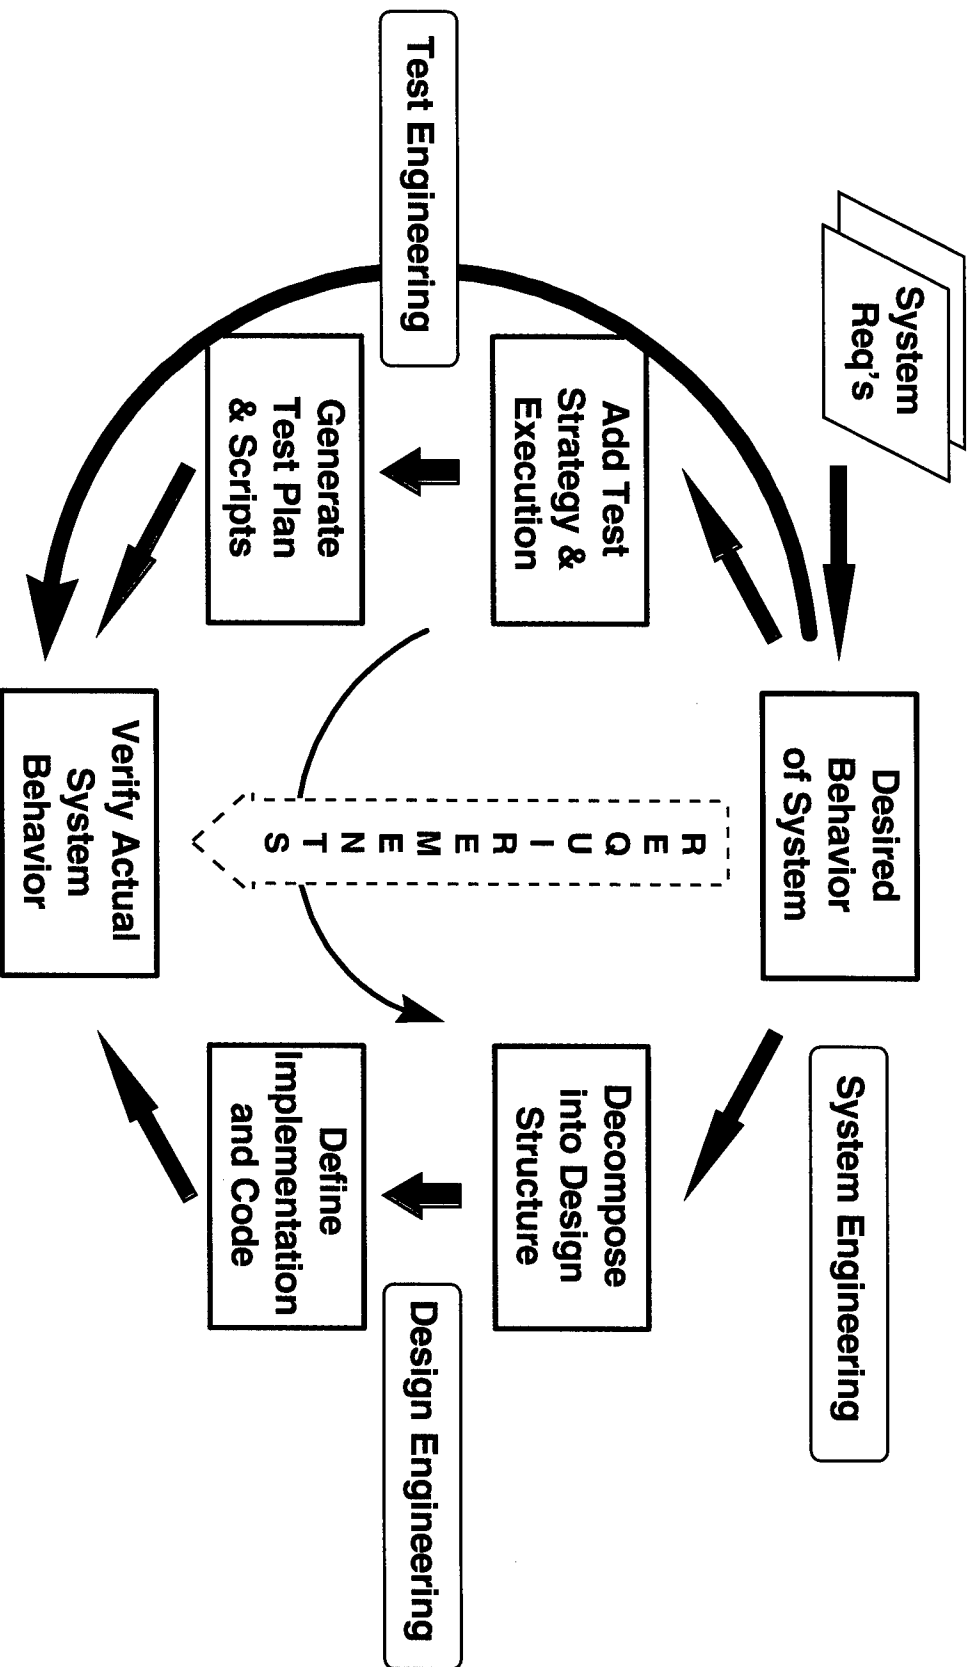 System
Req's
Desired
Behavior
of System
System Engineering
Add Test
Strategy &
Execution
Decompose
into Design
Structure
REQUIREMENTS
Test Engineering
Design Engineering
Generate
Test Plan
& Scripts
Define
Implementation
and Code
Verify Actual
System
Behavior